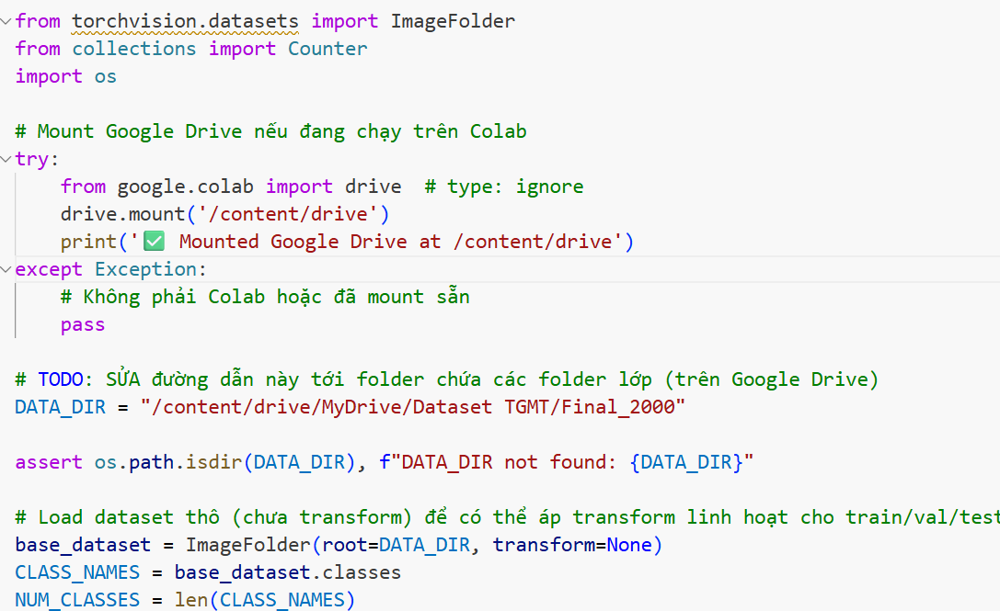 from torchvision.datasets import ImageFolder
from collections import Counter
import os
# Mount Google Drive nếu đang chạy trên Colab
try:
    from google.colab import drive  # type: ignore
    drive.mount('/content/drive')
    print('✅ Mounted Google Drive at /content/drive')
except Exception:
    # Không phải Colab hoặc đã mount sẵn
    pass
# TODO: SỬA đường dẫn này tới folder chứa các folder lớp (trên Google Drive)
DATA_DIR = "/content/drive/MyDrive/Dataset TGMT/Final_2000"
assert os.path.isdir(DATA_DIR), f"DATA_DIR not found: {DATA_DIR}"
# Load dataset thô (chưa transform) để có thể áp transform linh hoạt cho train/val/test
base_dataset = ImageFolder(root=DATA_DIR, transform=None)
CLASS_NAMES = base_dataset.classes
NUM_CLASSES = len(CLASS_NAMES)